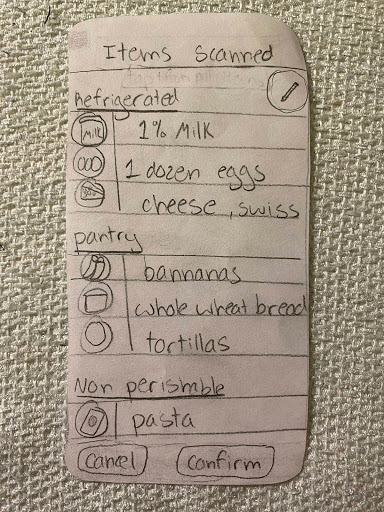 Items Scanned
Refrigerated
Milk
1% Milk
1 dozen eggs
cheese, swiss
pantry
bannanas
whole wheat bread
tortillas
Non perishable
pasta
Cancel
Confirm